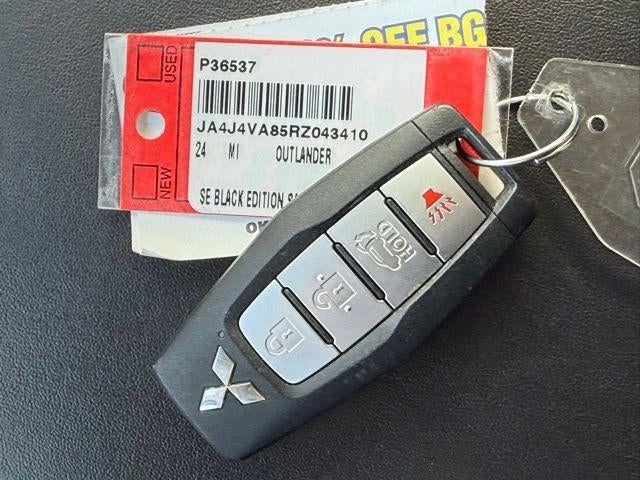 OFF BG
USED
P36537
JA4J4VA85RZ043410
24 MI OUTLANDER
NEW
SE BLACK EDITION
HOLD